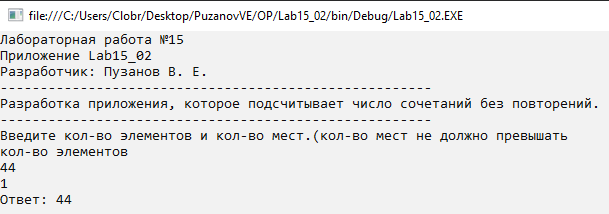 file:///C:/Users/Clobr/Desktop/PuzanovVE/OP/Lab15_02/bin/Debug/Lab15_02.EXE
Лабораторная работа №15
Приложение Lab15_02
Разработчик: Пузанов В. Е.
------------------------------------------------------
Разработка приложения, которое подсчитывает число сочетаний без повторений.
------------------------------------------------------
Введите кол-во элементов и кол-во мест.(кол-во мест не должно превышать
кол-во элементов
44
1
Ответ: 44